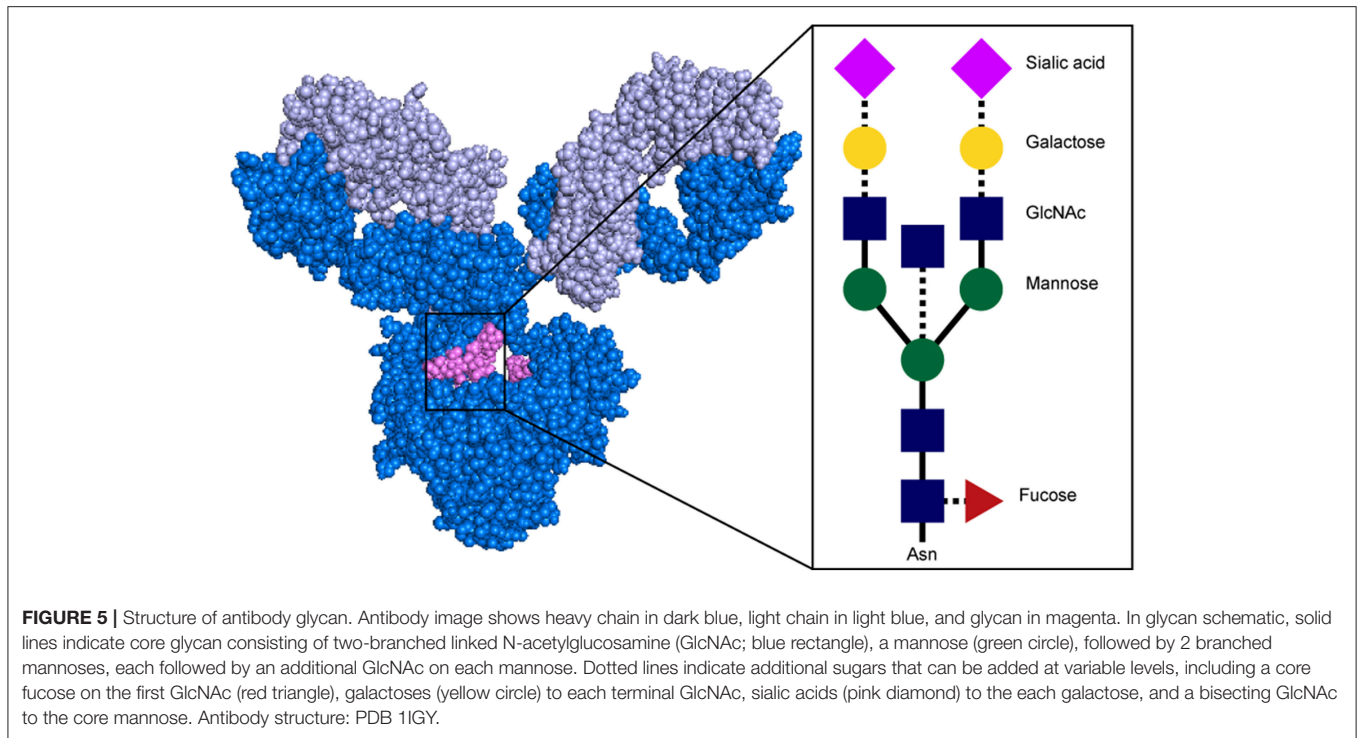 Sialic acid
Galactose
GlcNAc
Mannose
Fucose
Asn
FIGURE 5 | Structure of antibody glycan. Antibody image shows heavy chain in dark blue, light chain in light blue, and glycan in magenta. In glycan schematic, solid
lines indicate core glycan consisting of two-branched linked N-acetylglucosamine (GlcNAc; blue rectangle), a mannose (green circle), followed by 2 branched
mannoses, each followed by an additional GlcNAc on each mannose. Dotted lines indicate additional sugars that can be added at variable levels, including a core
fucose on the first GlcNAc (red triangle), galactoses (yellow circle) to each terminal GlcNAc, sialic acids (pink diamond) to the each galactose, and a bisecting GlcNAc
to the core mannose. Antibody structure: PDB 1IGY.